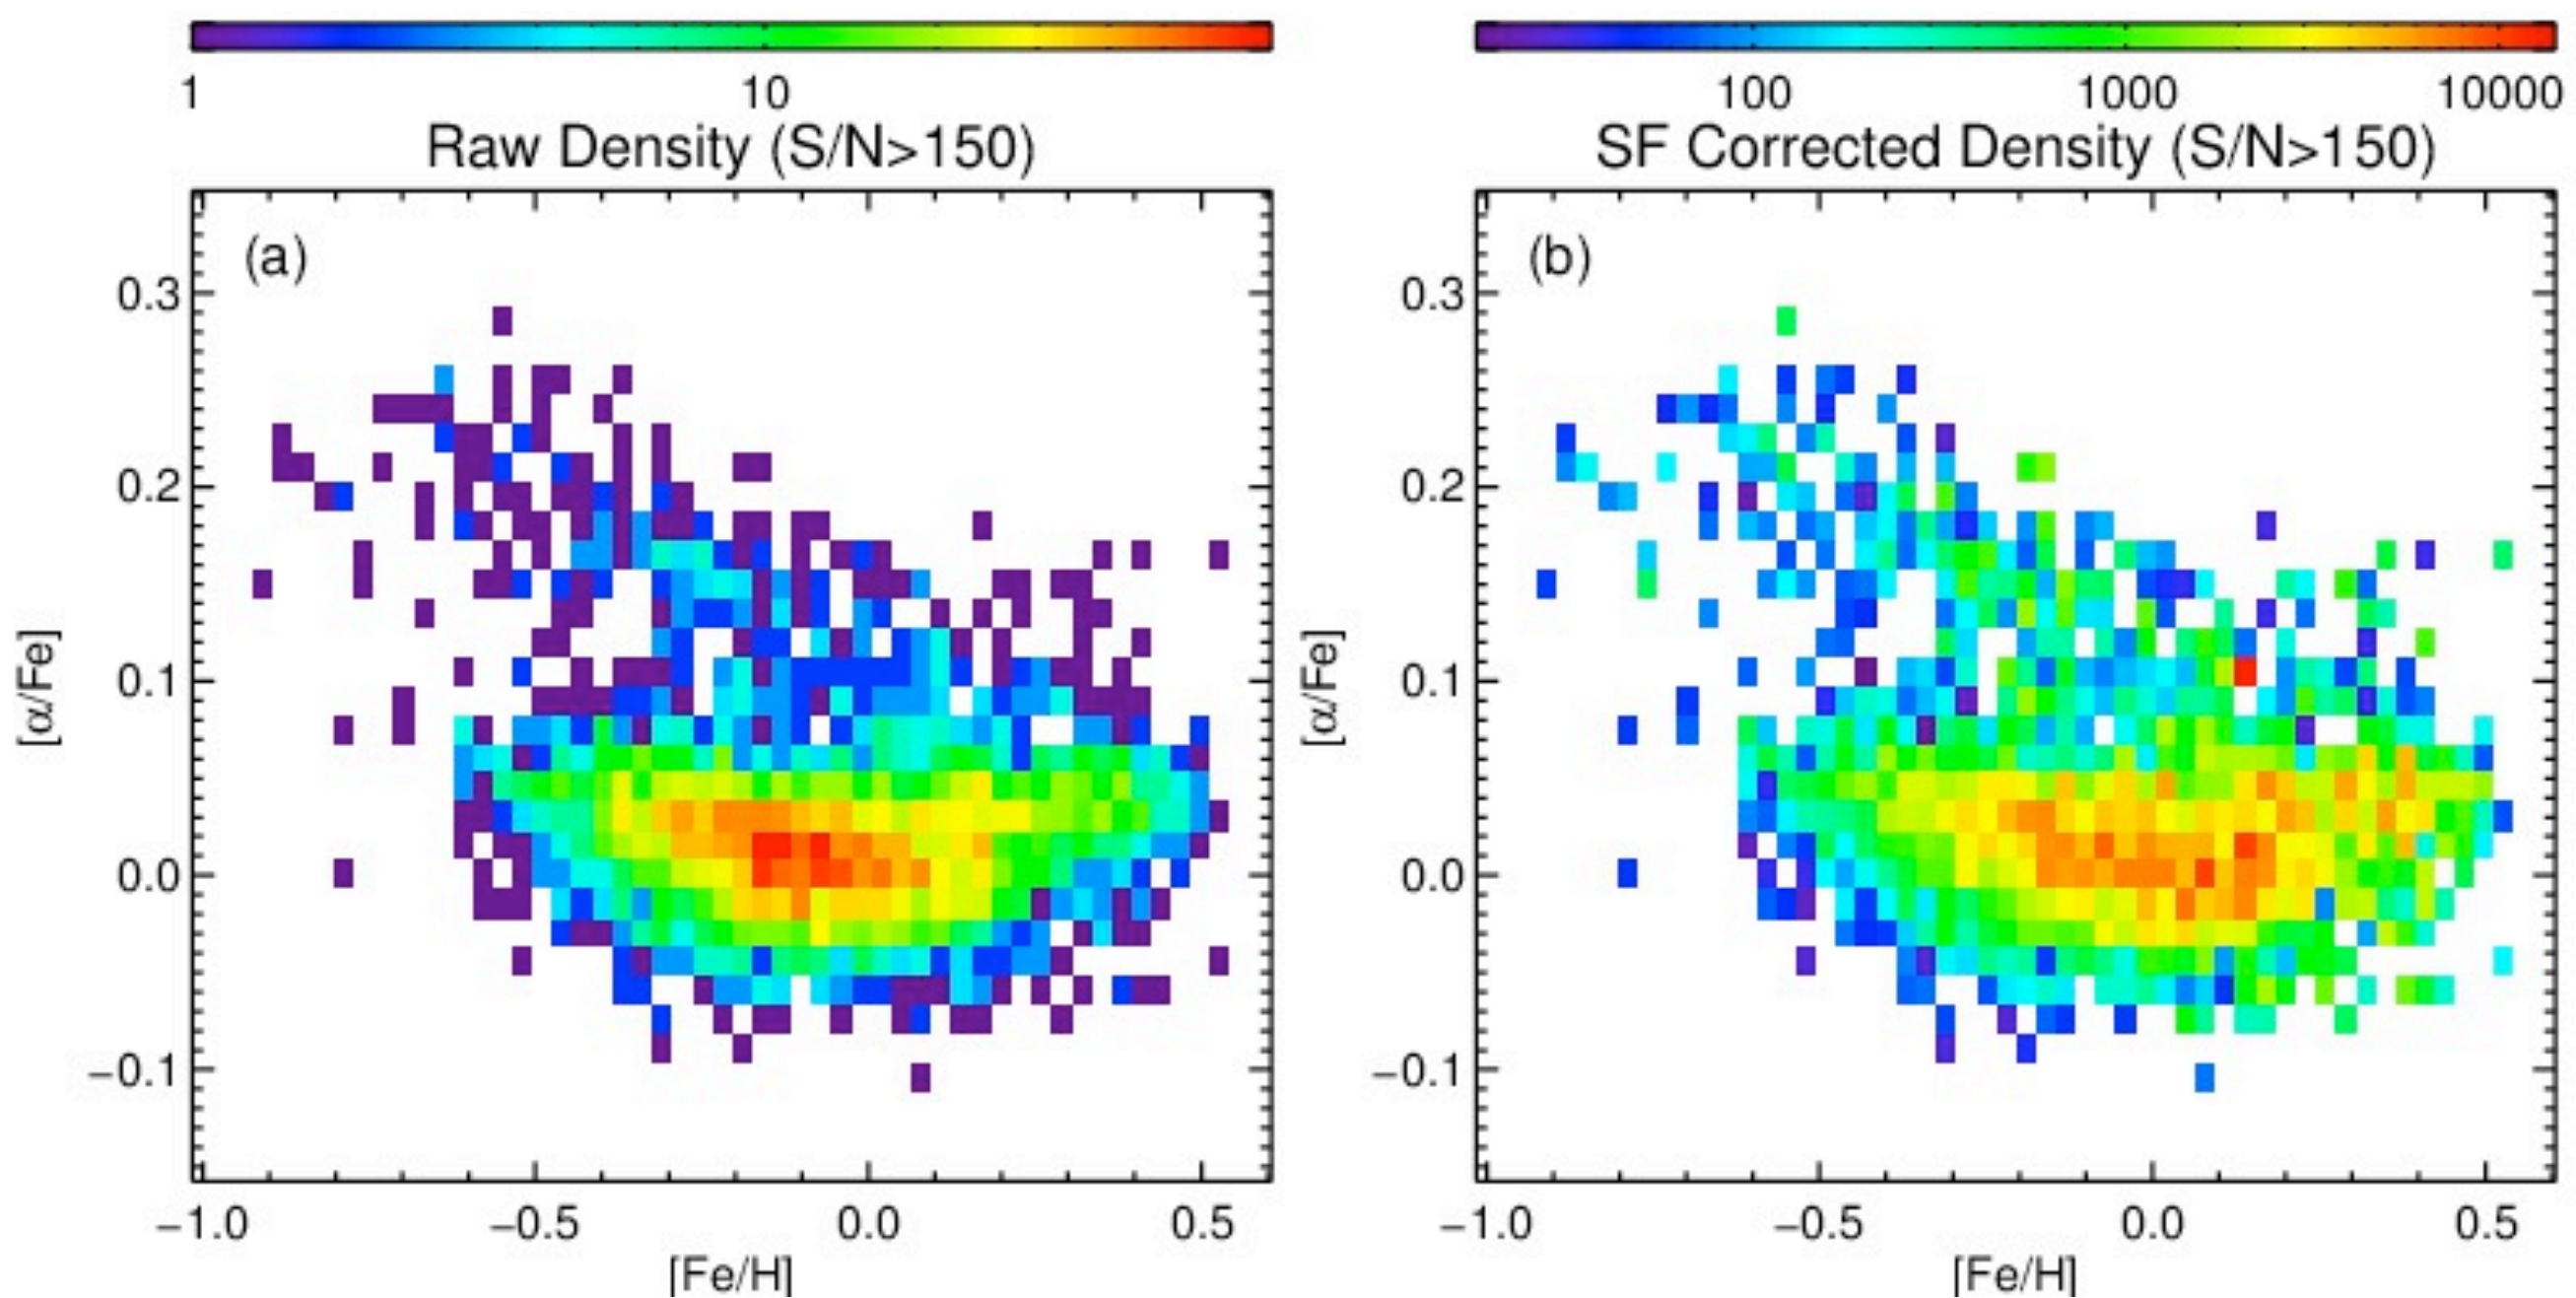 1 10
Raw Density (S/N>150)
(a)
0.3
0.2
0.1
0.0
−0.1
[α/Fe]
−1.0 −0.5 0.0 0.5
[Fe/H]
100 1000 10000
SF Corrected Density (S/N>150)
(b)
0.3
0.2
0.1
0.0
−0.1
[α/Fe]
−1.0 −0.5 0.0 0.5
[Fe/H]